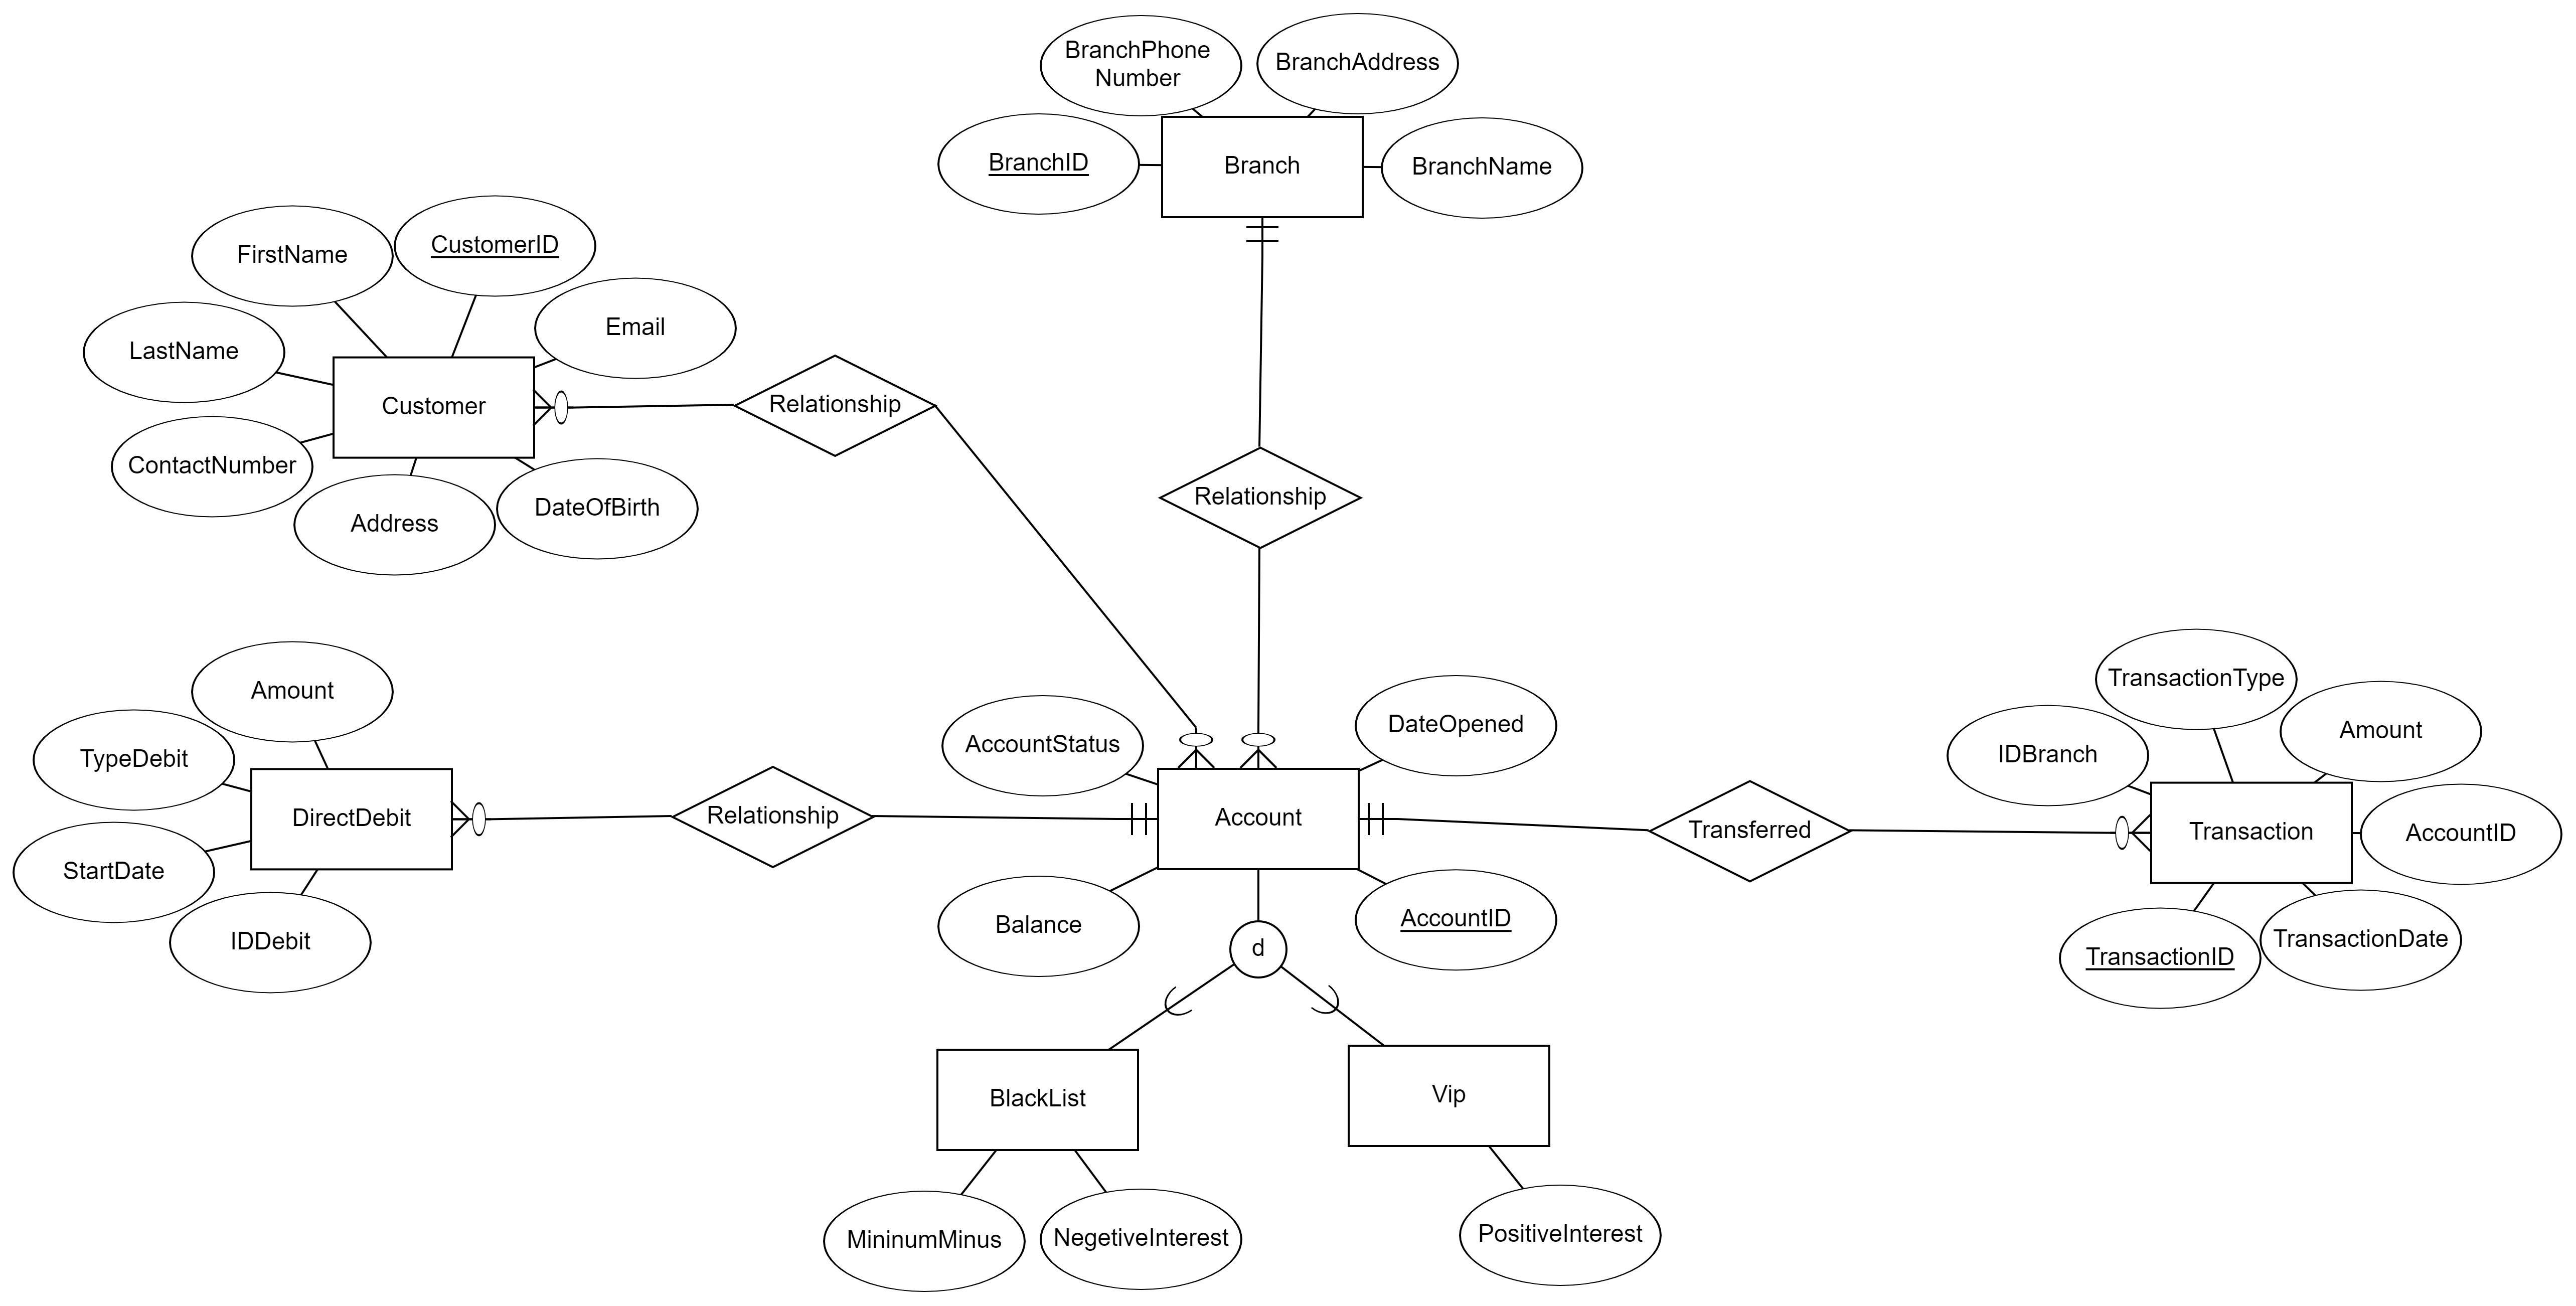 BranchPhone
Number
BranchAddress
BranchID
Branch
BranchName
FirstName
CustomerID
Email
LastName
Customer
Relationship
ContactNumber
Address
DateOfBirth
Relationship
Amount
TypeDebit
DirectDebit
StartDate
IDDebit
Relationship
AccountStatus
DateOpened
Account
Balance
AccountID
Transferred
TransactionType
IDBranch
Amount
Transaction
AccountID
TransactionID
TransactionDate
d
BlackList
Vip
MininumMinus
NegetiveInterest
PositiveInterest